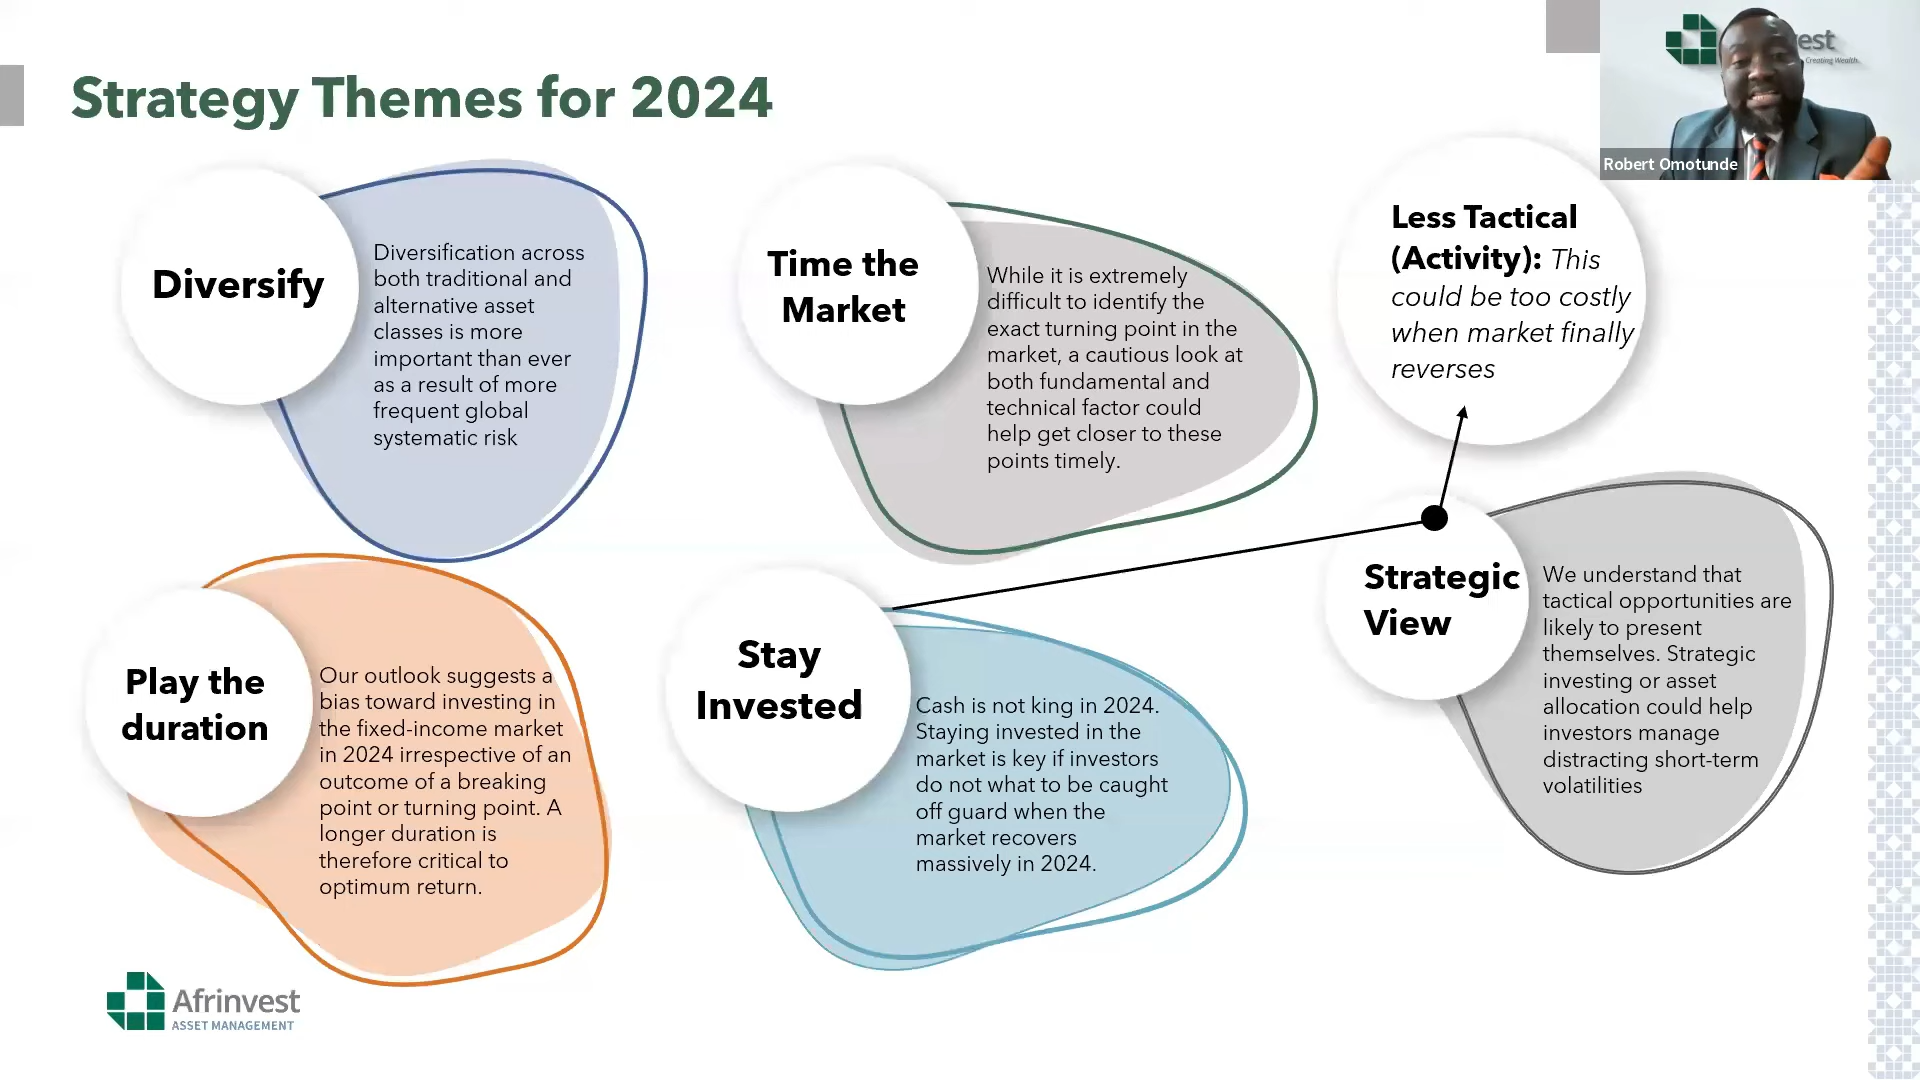 Strategy Themes for 2024
Diversify
Diversification across
both traditional and
alternative asset
classes is more
important than ever
as a result of more
frequent global
systematic risk
Time the
Market
While it is extremely
difficult to identify the
exact turning point in the
market, a cautious look at
both fundamental and
technical factor could
help get closer to these
points timely.
Less Tactical
(Activity): This
could be too costly
when market finally
reverses
vest
Creating Wealth.
Robert Omotunde
Play the
duration
Our outlook suggests a
bias toward investing in
the fixed-income market
in 2024 irrespective of an
outcome of a breaking
point or turning point. A
longer duration is
therefore critical to
optimum return.
Stay
Invested
Cash is not king in 2024.
Staying invested in the
market is key if investors
do not what to be caught
off guard when the
market recovers
massively in 2024.
Strategic
View
We understand that
tactical opportunities are
likely to present
themselves. Strategic
investing or asset
allocation could help
investors manage
distracting short-term
volatilities
Afrinvest
ASSET MANAGEMENT